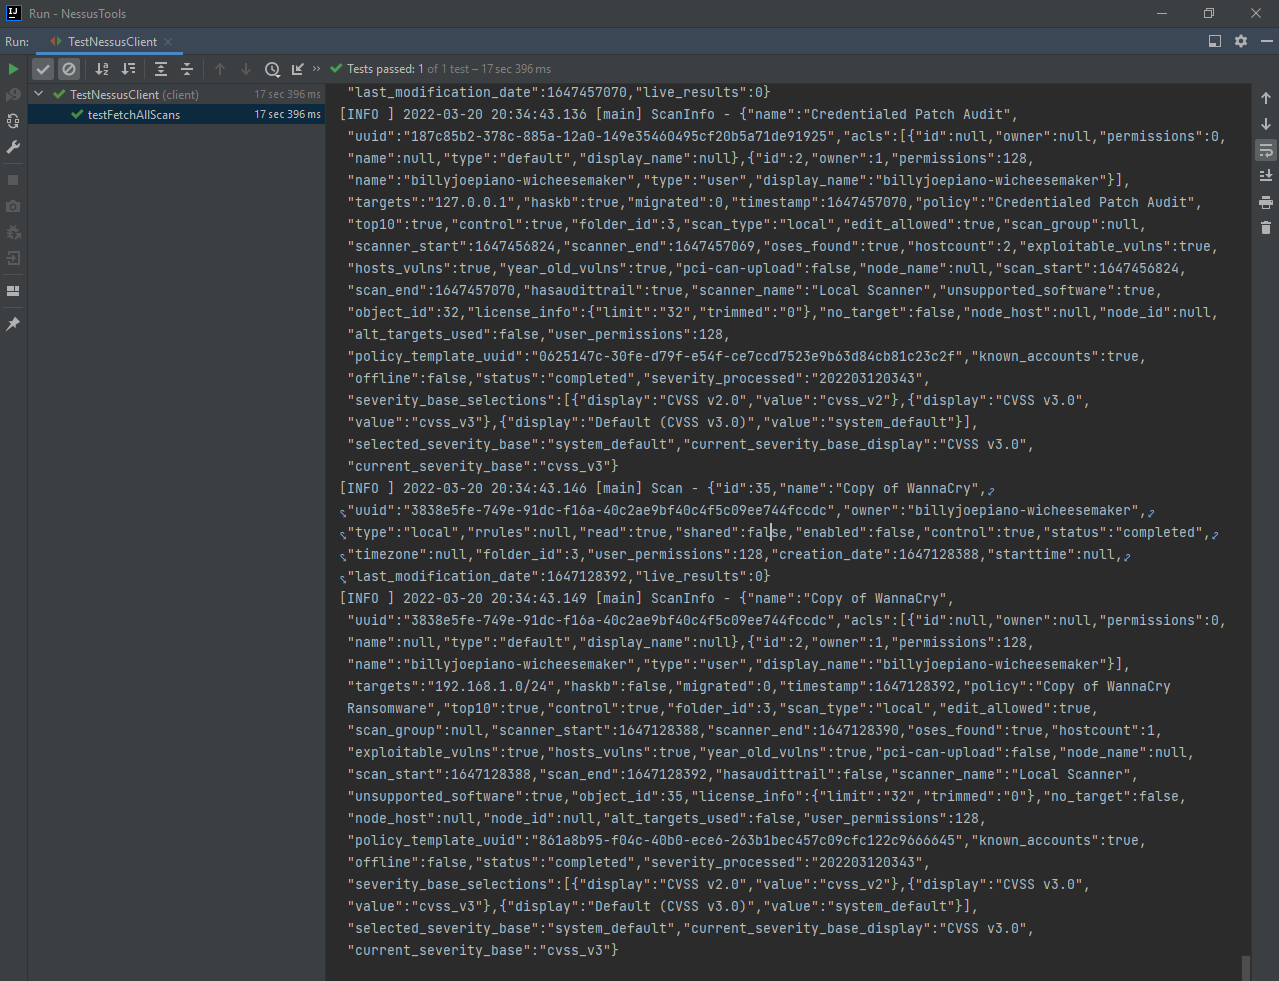 Run - NessusTools
Run:
TestNessusClient
Tests passed: 1 of 1 test – 17 sec 396 ms
TestNessusClient (client) 17 sec 396 ms
testFetchAllScans 17 sec 396 ms
"last_modification_date":1647457070,"live_results":0}
[INFO ] 2022-03-20 20:34:43.136 [main] ScanInfo - {"name":"Credentialed Patch Audit",
"uuid":"187c85b2-378c-885a-12a0-149e35460495cf20b5a71de91925","acls":[{"id":null,"owner":null,"permissions":0,
"name":null,"type":"default","display_name":null},{"id":2,"owner":1,"permissions":128,
"name":"billyjoepiano-wicheesemaker","type":"user","display_name":"billyjoepiano-wicheesemaker"}],
"targets":"127.0.0.1","haskb":true,"migrated":0,"timestamp":1647457070,"policy":"Credentialed Patch Audit",
"top10":true,"control":true,"folder_id":3,"scan_type":"local","edit_allowed":true,"scan_group":null,
"scanner_start":1647456824,"scanner_end":1647457069,"oses_found":true,"hostcount":2,"exploitable_vulns":true,
"hosts_vulns":true,"year_old_vulns":true,"pci-can-upload":false,"node_name":null,"scan_start":1647456824,
"scan_end":1647457070,"hasaudittrail":true,"scanner_name":"Local Scanner","unsupported_software":true,
"object_id":32,"license_info":{"limit":"32","trimmed":"0"},"no_target":false,"node_host":null,"node_id":null,
"alt_targets_used":false,"user_permissions":128,
"policy_template_uuid":"0625147c-30fe-d79f-e54f-ce7ccd7523e9b63d84cb81c23c2f","known_accounts":true,
"offline":false,"status":"completed","severity_processed":"202203120343",
"severity_base_selections":[{"display":"CVSS v2.0","value":"cvss_v2"},{"display":"CVSS v3.0",
"value":"cvss_v3"},{"display":"Default (CVSS v3.0)","value":"system_default"}],
"selected_severity_base":"system_default","current_severity_base_display":"CVSS v3.0",
"current_severity_base":"cvss_v3"}
[INFO ] 2022-03-20 20:34:43.146 [main] Scan - {"id":35,"name":"Copy of WannaCry",
"uuid":"3838e5fe-749e-91dc-f16a-40c2ae9bf40c4f5c09ee744fccdc","owner":"billyjoepiano-wicheesemaker",
"type":"local","rrules":null,"read":true,"shared":false,"enabled":false,"control":true,"status":"completed",
"timezone":null,"folder_id":3,"user_permissions":128,"creation_date":1647128388,"starttime":null,
"last_modification_date":1647128392,"live_results":0}
[INFO ] 2022-03-20 20:34:43.149 [main] ScanInfo - {"name":"Copy of WannaCry",
"uuid":"3838e5fe-749e-91dc-f16a-40c2ae9bf40c4f5c09ee744fccdc","acls":[{"id":null,"owner":null,"permissions":0,
"name":null,"type":"default","display_name":null},{"id":2,"owner":1,"permissions":128,
"name":"billyjoepiano-wicheesemaker","type":"user","display_name":"billyjoepiano-wicheesemaker"}],
"targets":"192.168.1.0/24","haskb":false,"migrated":0,"timestamp":1647128392,"policy":"Copy of WannaCry
Ransomware","top10":true,"control":true,"folder_id":3,"scan_type":"local","edit_allowed":true,
"scan_group":null,"scanner_start":1647128388,"scanner_end":1647128390,"oses_found":true,"hostcount":1,
"exploitable_vulns":true,"hosts_vulns":true,"year_old_vulns":true,"pci-can-upload":false,"node_name":null,
"scan_start":1647128388,"scan_end":1647128392,"hasaudittrail":false,"scanner_name":"Local Scanner",
"unsupported_software":true,"object_id":35,"license_info":{"limit":"32","trimmed":"0"},"no_target":false,
"node_host":null,"node_id":null,"alt_targets_used":false,"user_permissions":128,
"policy_template_uuid":"861a8b95-f04c-40b0-ece6-263b1bec457c09cfc122c9666645","known_accounts":true,
"offline":false,"status":"completed","severity_processed":"202203120343",
"severity_base_selections":[{"display":"CVSS v2.0","value":"cvss_v2"},{"display":"CVSS v3.0",
"value":"cvss_v3"},{"display":"Default (CVSS v3.0)","value":"system_default"}],
"selected_severity_base":"system_default","current_severity_base_display":"CVSS v3.0",
"current_severity_base":"cvss_v3"}